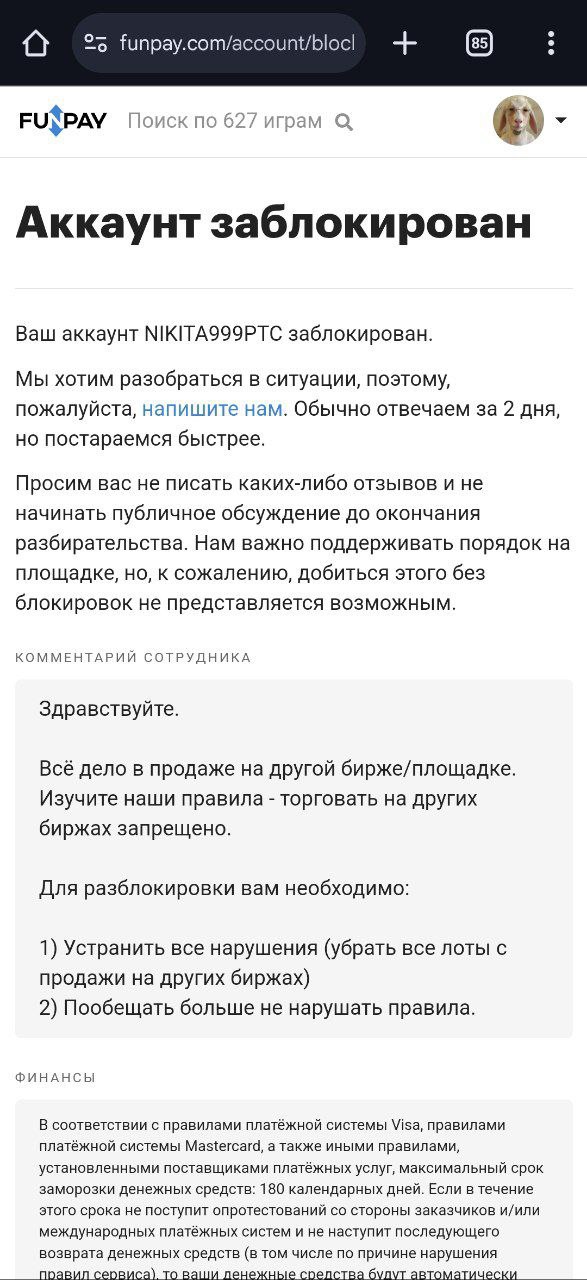 funpay.com/account/blocl
85
FUNPAY
Поиск по 627 играм
Аккаунт заблокирован
Ваш аккаунт NIKITA999PTC заблокирован.
Мы хотим разобраться в ситуации, поэтому,
пожалуйста, напишите нам. Обычно отвечаем за 2 дня,
но постараемся быстрее.
Просим вас не писать каких-либо отзывов и не
начинать публичное обсуждение до окончания
разбирательства. Нам важно поддерживать порядок на
площадке, но, к сожалению, добиться этого без
блокировок не представляется возможным.
КОММЕНТАРИЙ СОТРУДНИКА
Здравствуйте.
Всё дело в продаже на другой бирже/площадке.
Изучите наши правила - торговать на других
биржах запрещено.
Для разблокировки вам необходимо:
1) Устранить все нарушения (убрать все лоты с
продажи на других биржах)
2) Пообещать больше не нарушать правила.
ФИНАНСЫ
В соответствии с правилами платёжной системы Visa, правилами
платёжной системы Mastercard, а также иными правилами,
установленными поставщиками платёжных услуг, максимальный срок
заморозки денежных средств: 180 календарных дней. Если в течение
этого срока не поступит опротестований со стороны заказчиков и/или
международных платёжных систем и не наступит последующего
возврата денежных средств (в том числе по причине нарушения
правил сервиса), то ваши денежные средства будут автоматически